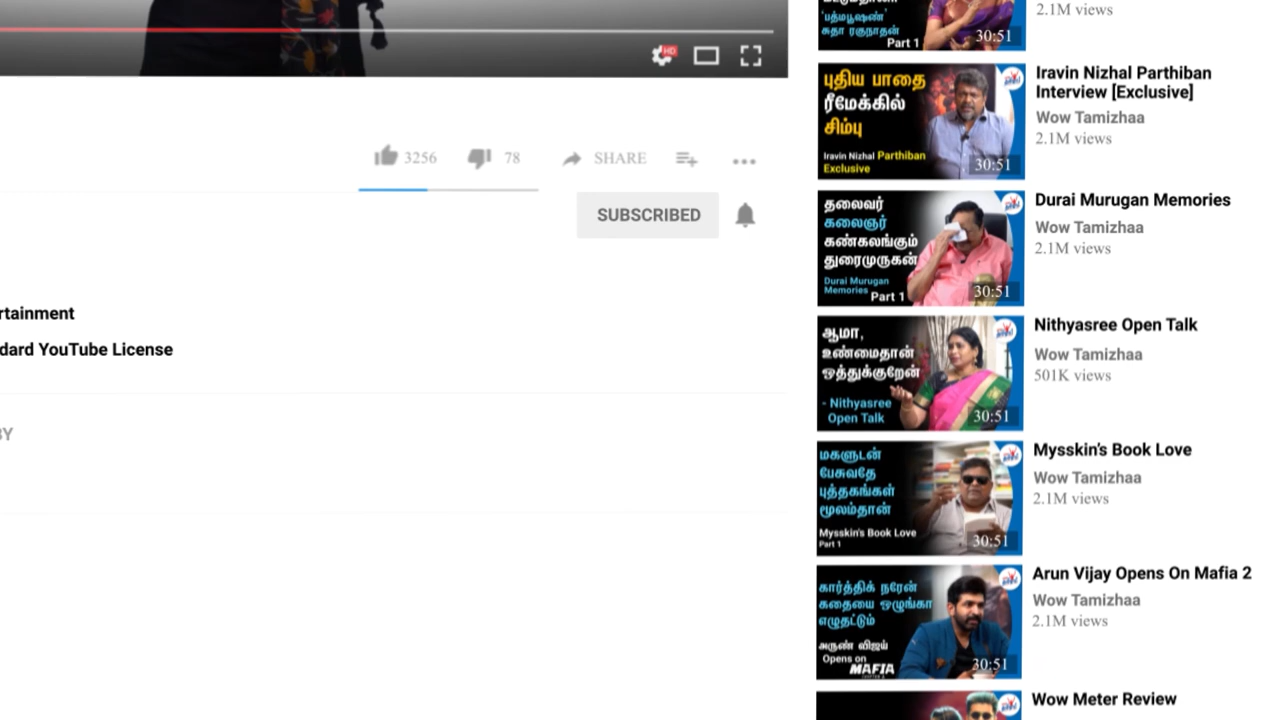 HD
3256
78
SHARE
SUBSCRIBED
rtainment
dard YouTube License
BY
'பத்மபூஷண்'
சுதா ரகுநாதன்
Part 1
30:51
2.1M views
புதிய பாதை
ரீமேக்கில்
சிம்பு
Iravin Nizhal Parthiban
Exclusive
30:51
Iravin Nizhal Parthiban
Interview [Exclusive]
Wow Tamizhaa
2.1M views
தலைவர்
கலைஞர்
கண்கலங்கும்
துரைமுருகன்
Durai Murugan
Memories
Part 1
30:51
Durai Murugan Memories
Wow Tamizhaa
2.1M views
ஆமா,
உண்மைதான்
ஒத்துக்குறேன்
- Nithyasree
Open Talk
30:51
Nithyasree Open Talk
Wow Tamizhaa
501K views
மகளுடன்
பேசுவதே
புத்தகங்கள்
மூலம்தான்
Mysskin's Book Love
Part 1
30:51
Mysskin's Book Love
Wow Tamizhaa
2.1M views
கார்த்திக் நரேன்
கதையை ஒழுங்கா
எழுதட்டும்
அருண் விஜய்
Opens on
MAFIA
30:51
Arun Vijay Opens On Mafia 2
Wow Tamizhaa
2.1M views
Wow Meter Review